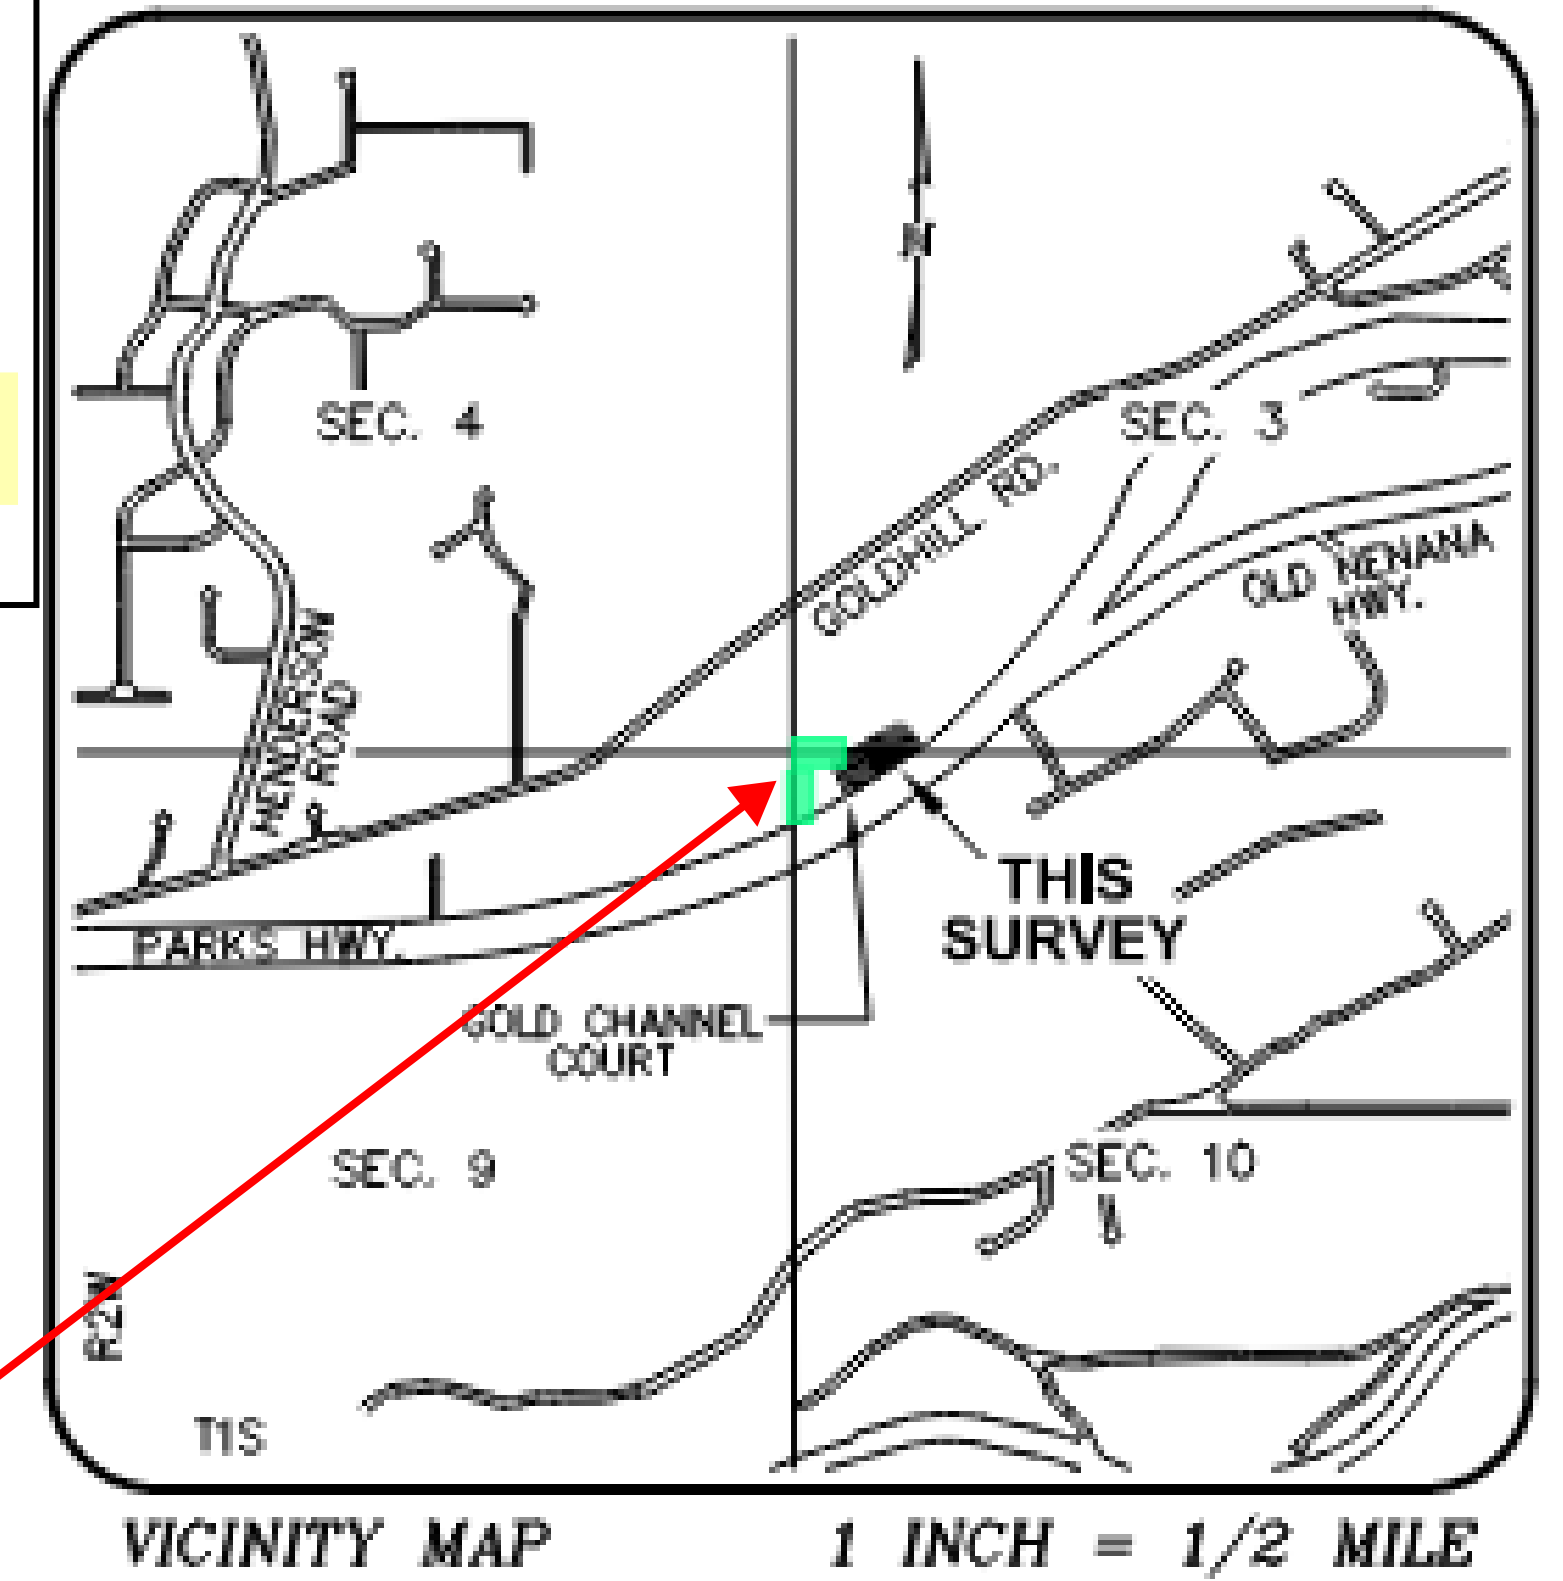 N
SEC. 4
SEC. 3
GOLDHILL RD.
OLD NENANA
HWY.
HENDERSON
ROAD
THIS
SURVEY
PARKS HWY.
GOLD CHANNEL
COURT
SEC. 9
SEC. 10
R2W
T1S
VICINITY MAP
1 INCH = 1/2 MILE